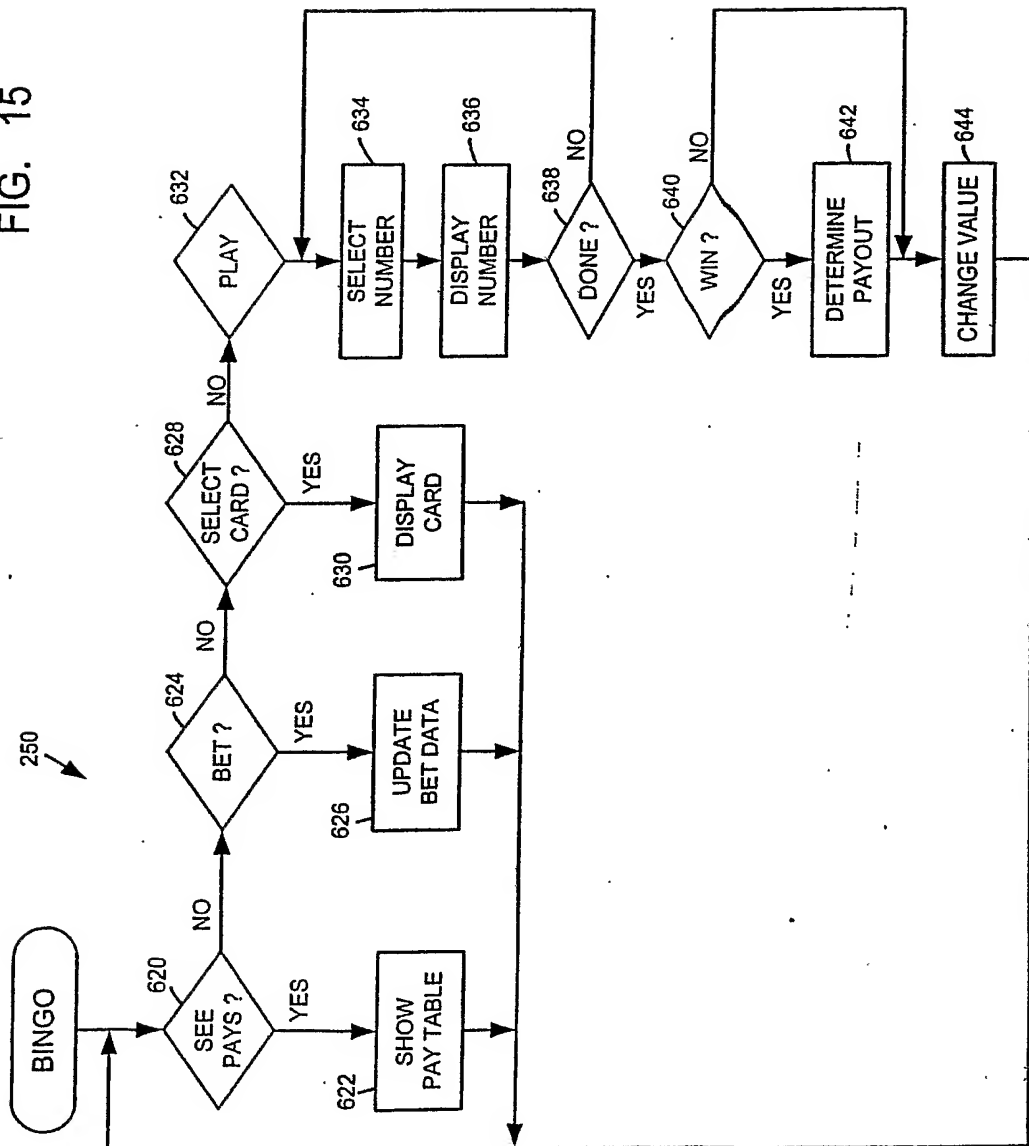 FIG. 15
250
BINGO
620
SEE
PAYS ?
NO
YES
622
SHOW
PAY TABLE
624
BET ?
NO
YES
626
UPDATE
BET DATA
628
SELECT
CARD ?
NO
YES
630
DISPLAY
CARD
632
PLAY
634
SELECT
NUMBER
636
DISPLAY
NUMBER
638
DONE ?
NO
YES
640
WIN ?
NO
YES
642
DETERMINE
PAYOUT
644
CHANGE VALUE